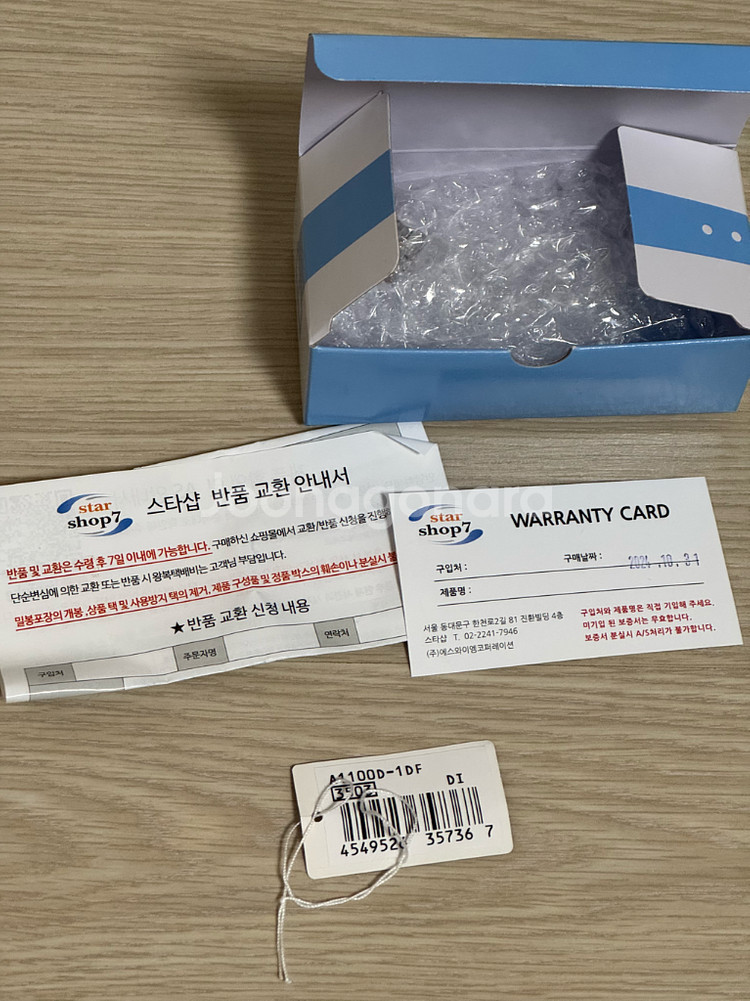 star
shop7
스타샵 반품 교환 안내서
반품 및 교환은 수령 후 7일 이내에 가능합니다. 구매하신 쇼핑몰에서 교환/반품 신청을 진행
단순변심에 의한 교환 또는 반품 시 왕복택배비는 고객님 부담입니다.
밀봉포장의 개봉, 상품 택 및 사용방지 택의 제거, 제품 구성품 및 정품 박스의 훼손이나 분실시
★반품 교환 신청 내용
구입처
주문자명
연락처
star
shop7
WARRANTY CARD
구입처 :
구매날짜 :
2024. 10. 31
제품명 :
서울 동대문구 한천로2길 81 진환빌딩 4층
스타샵 T. 02-2241-7946
(주)에스와이엠코퍼레이션
구입처와 제품명은 직접 기입해 주세요.
미기입 된 보증서는 무효합니다.
보증서 분실시 A/S처리가 불가합니다.
A1100D-1DF
DI
35736 7